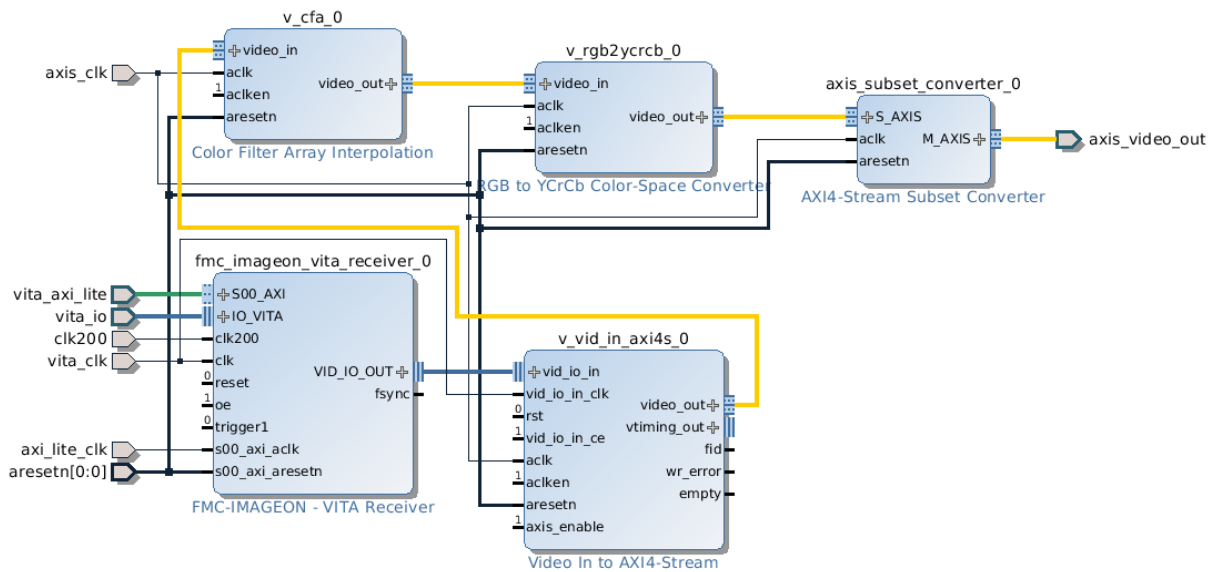 v_cfa_0
video_in
aclk
1
aclken
aresetn
video_out
Color Filter Array Interpolation
axis_clk
v_rgb2ycrcb_0
video_in
aclk
1
aclken
aresetn
video_out
RGB to YCrCb Color-Space Converter
axis_subset_converter_0
S_AXIS
aclk
aresetn
M_AXIS
AXI4-Stream Subset Converter
axis_video_out
fmc_imageon_vita_receiver_0
vita_axi_lite
vita_io
clk200
vita_clk
axi_lite_clk
aresetn[0:0]
S00_AXI
IO_VITA
clk200
clk
0
reset
1
oe
0
trigger1
s00_axi_aclk
s00_axi_aresetn
VID_IO_OUT
fsync
FMC-IMAGEON - VITA Receiver
v_vid_in_axi4s_0
vid_io_in
vid_io_in_clk
0
rst
1
vid_io_in_ce
aclk
1
aclken
aresetn
1
axis_enable
video_out
vtiming_out
fid
wr_error
empty
Video In to AXI4-Stream